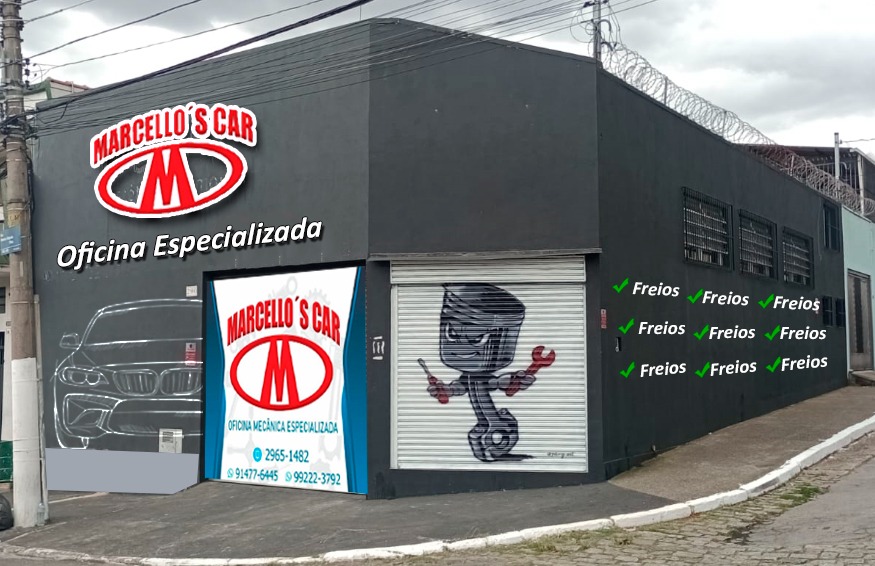 MARCELLO´S CAR
M
Oficina Especializada
MARCELLO´S CAR
M
OFICINA MECÂNICA ESPECIALIZADA
2965-1482
91477-6445 99222-3792
Freios Freios Freios
Freios Freios Freios
Freios Freios Freios